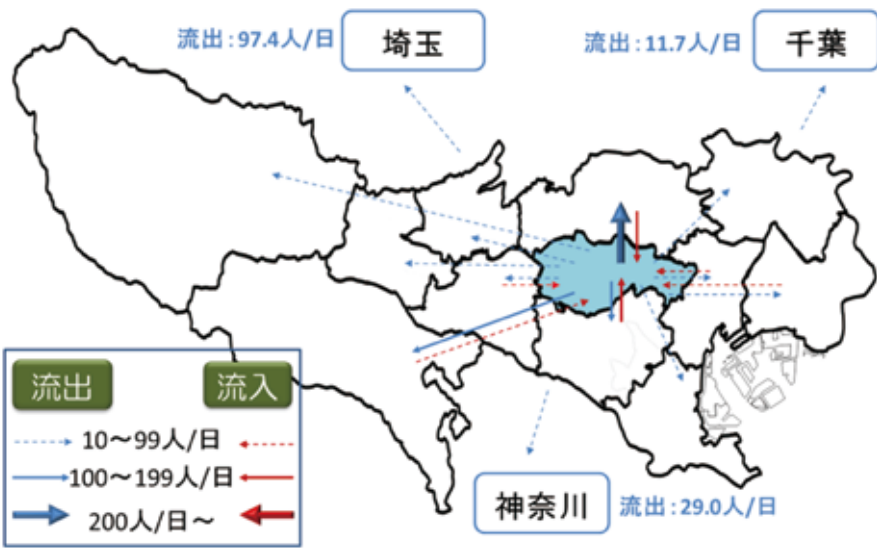 流出:97.4人/日
埼玉
流出:11.7人/日
千葉
流出
流入
10～99人/日
100～199人/日
200人/日～
神奈川
流出:29.0人/日